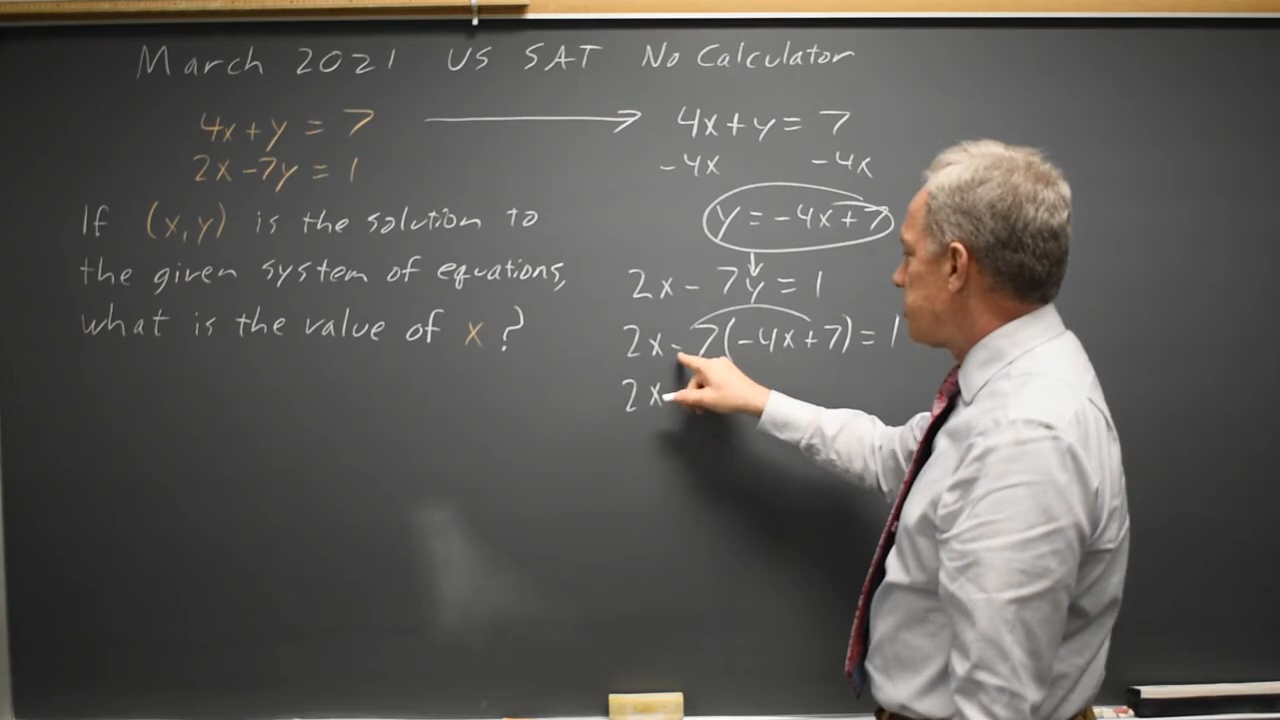 March 2021 US SAT No Calculator
4x+y = 7
2x-7y = 1
If (x,y) is the solution to
the given system of equations,
what is the value of x?
4x+y = 7
-4x -4x
y = -4x+7
2x - 7y = 1
2x-7(-4x+7) = 1
2x